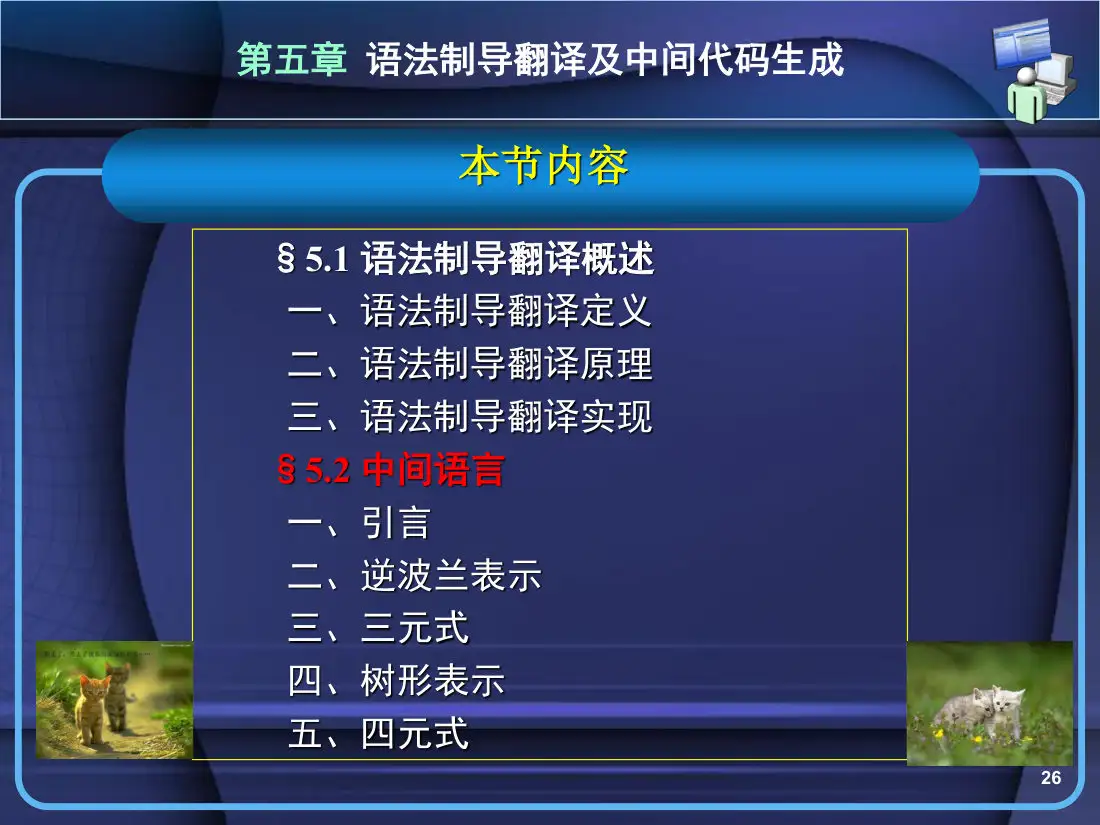 第五章 语法制导翻译及中间代码生成
本节内容
§5.1 语法制导翻译概述
一、语法制导翻译定义
二、语法制导翻译原理
三、语法制导翻译实现
§5.2 中间语言
一、引言
二、逆波兰表示
三、三元式
四、树形表示
五、四元式
26